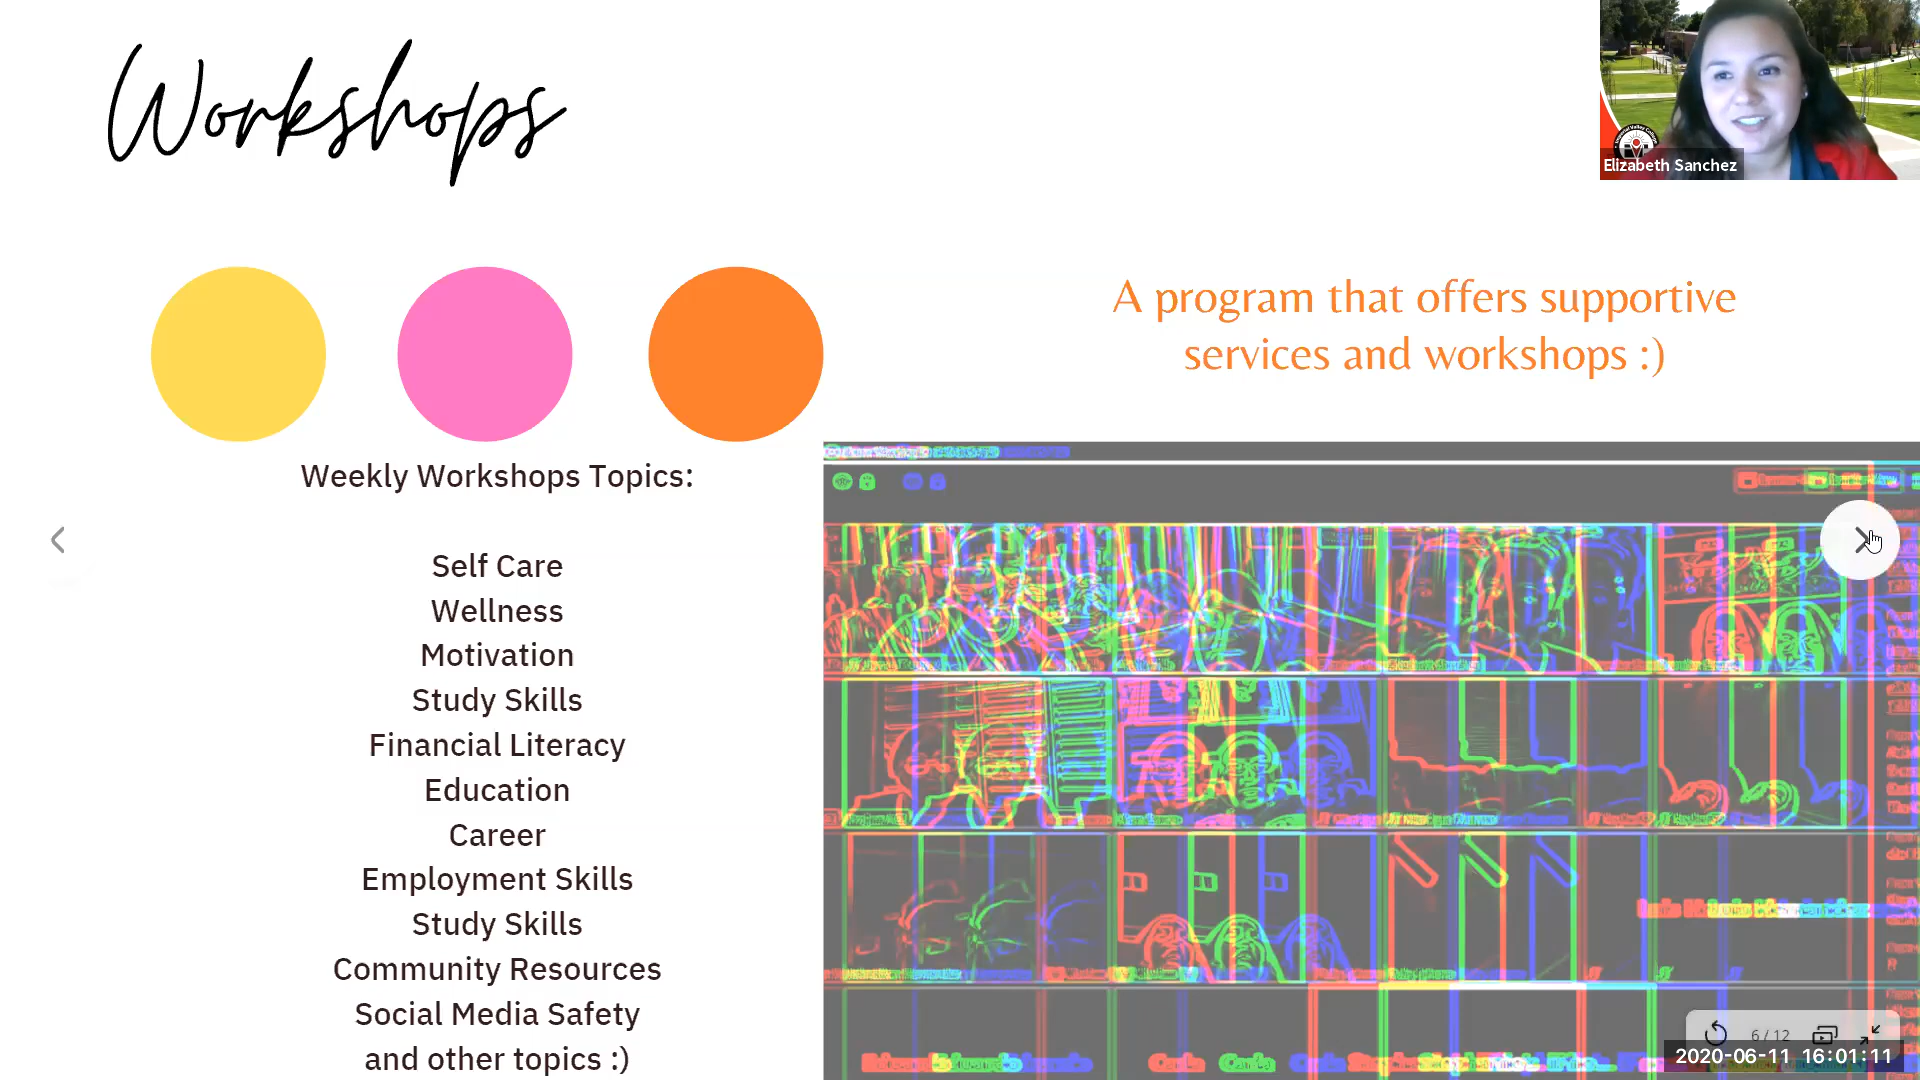 Workshops
Elizabeth Sanchez
A program that offers supportive
services and workshops :)
Weekly Workshops Topics:
Self Care
Wellness
Motivation
Study Skills
Financial Literacy
Education
Career
Employment Skills
Study Skills
Community Resources
Social Media Safety
and other topics :)
6 / 12
2020-06-11 16:01:11